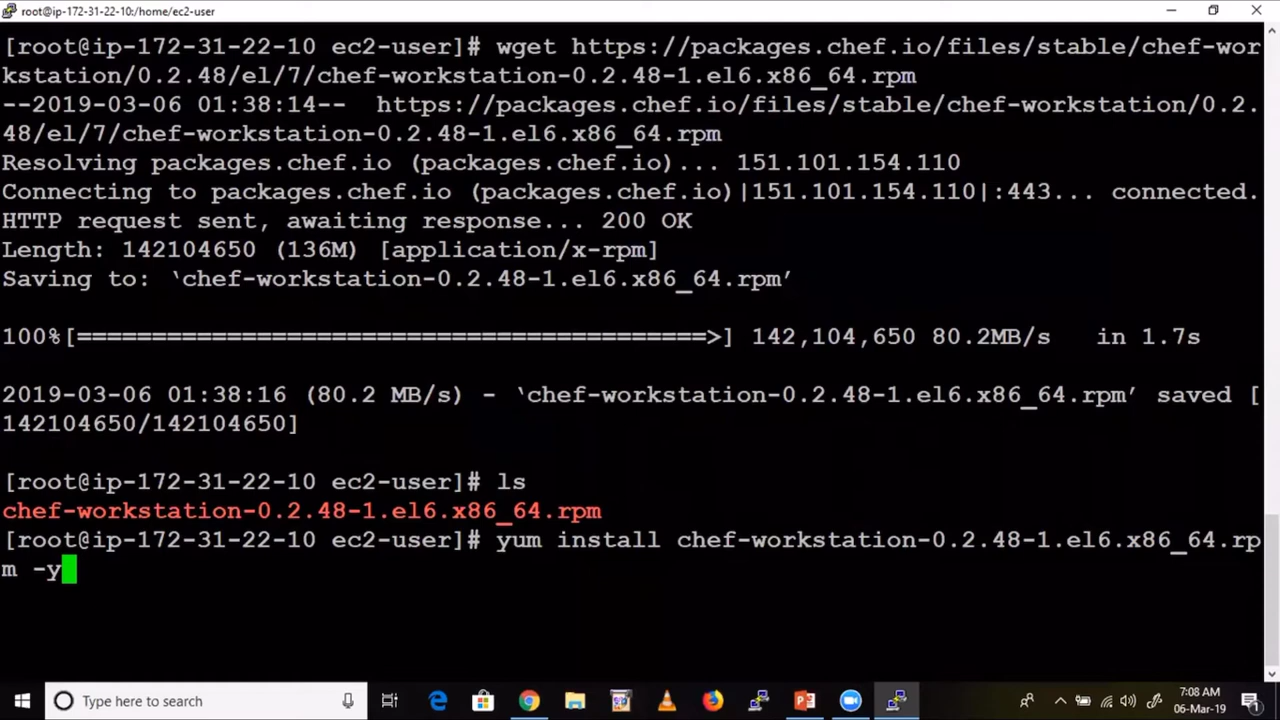 root@ip-172-31-22-10:/home/ec2-user
[root@ip-172-31-22-10 ec2-user]# wget https://packages.chef.io/files/stable/chef-wor
kstation/0.2.48/el/7/chef-workstation-0.2.48-1.el6.x86_64.rpm
--2019-03-06 01:38:14--  https://packages.chef.io/files/stable/chef-workstation/0.2.
48/el/7/chef-workstation-0.2.48-1.el6.x86_64.rpm
Resolving packages.chef.io (packages.chef.io)... 151.101.154.110
Connecting to packages.chef.io (packages.chef.io)|151.101.154.110|:443... connected.
HTTP request sent, awaiting response... 200 OK
Length: 142104650 (136M) [application/x-rpm]
Saving to: ‘chef-workstation-0.2.48-1.el6.x86_64.rpm’
100%[==========================================>] 142,104,650 80.2MB/s   in 1.7s
2019-03-06 01:38:16 (80.2 MB/s) - ‘chef-workstation-0.2.48-1.el6.x86_64.rpm’ saved [
142104650/142104650]
[root@ip-172-31-22-10 ec2-user]# ls
chef-workstation-0.2.48-1.el6.x86_64.rpm
[root@ip-172-31-22-10 ec2-user]# yum install chef-workstation-0.2.48-1.el6.x86_64.rp
m -y
Type here to search
7:08 AM
06-Mar-19
1